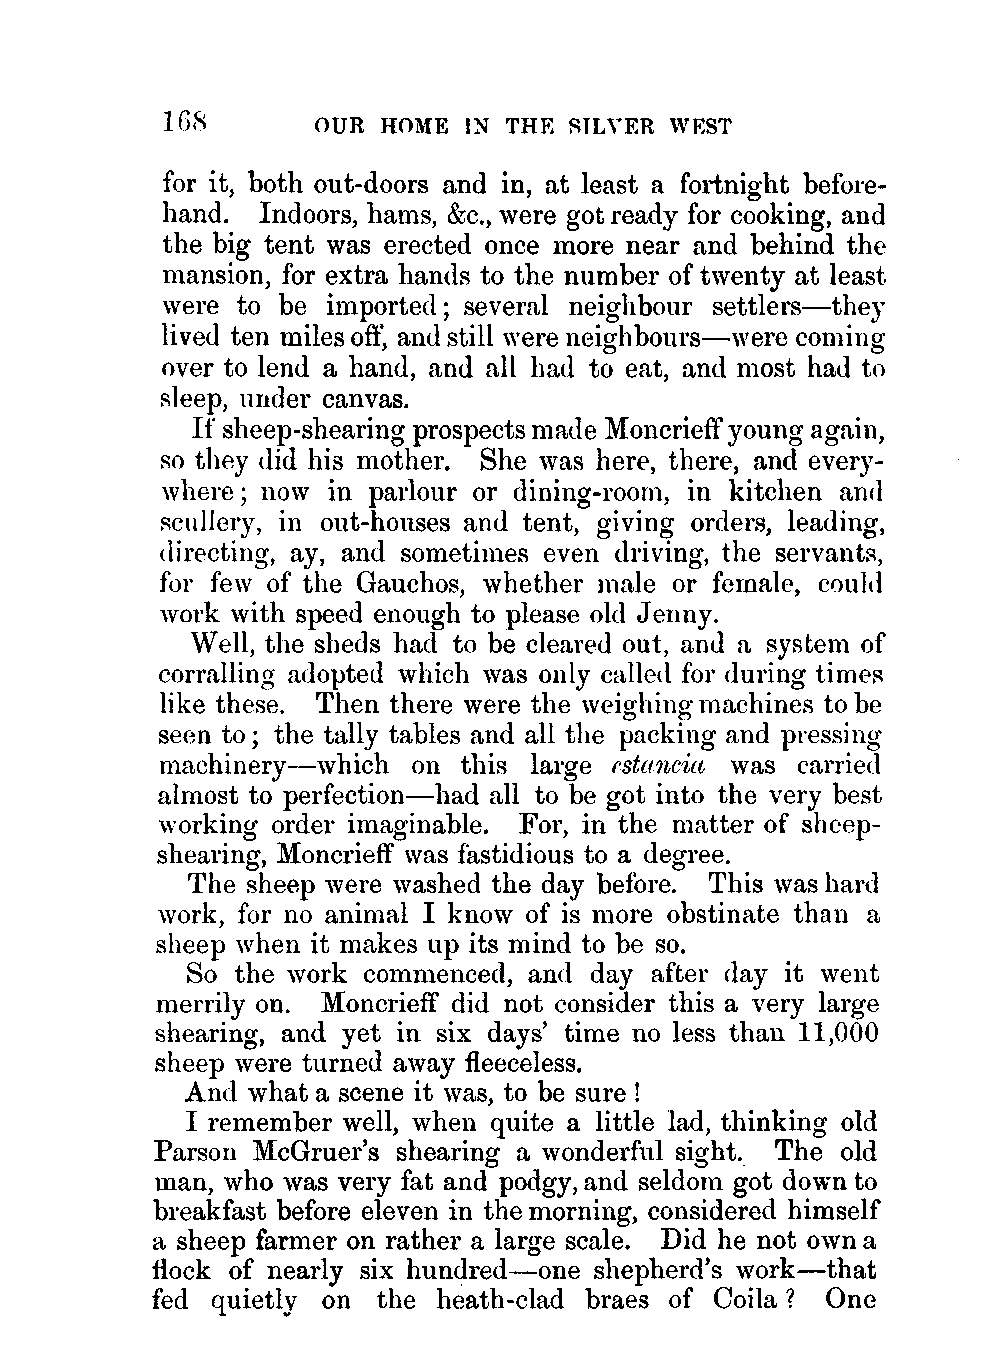 168 OUR HOME IN THE SILVER WEST
for it, both out-doors and in, at least a fortnight before-
hand. Indoors, hams, &c., were got ready for cooking, and
the big tent was erected once more near and behind the
mansion, for extra hands to the number of twenty at least
were to be imported; several neighbour settlers—they
lived ten miles off, and still were neighbours—were coming
over to lend a hand, and all had to eat, and most had to
sleep, under canvas.
If sheep-shearing prospects made Moncrieff young again,
so they did his mother. She was here, there, and every-
where; now in parlour or dining-room, in kitchen and
scullery, in out-houses and tent, giving orders, leading,
directing, ay, and sometimes even driving, the servants,
for few of the Gauchos, whether male or female, could
work with speed enough to please old Jenny.
Well, the sheds had to be cleared out, and a system of
corralling adopted which was only called for during times
like these. Then there were the weighing machines to be
seen to; the tally tables and all the packing and pressing
machinery—which on this large estancia was carried
almost to perfection—had all to be got into the very best
working order imaginable. For, in the matter of sheep-
shearing, Moncrieff was fastidious to a degree.
The sheep were washed the day before. This was hard
work, for no animal I know of is more obstinate than a
sheep when it makes up its mind to be so.
So the work commenced, and day after day it went
merrily on. Moncrieff did not consider this a very large
shearing, and yet in six days' time no less than 11,000
sheep were turned away fleeceless.
And what a scene it was, to be sure!
I remember well, when quite a little lad, thinking old
Parson McGruer's shearing a wonderful sight. The old
man, who was very fat and podgy, and seldom got down to
breakfast before eleven in the morning, considered himself
a sheep farmer on rather a large scale. Did he not own a
flock of nearly six hundred—one shepherd's work—that
fed quietly on the heath-clad braes of Coila? One